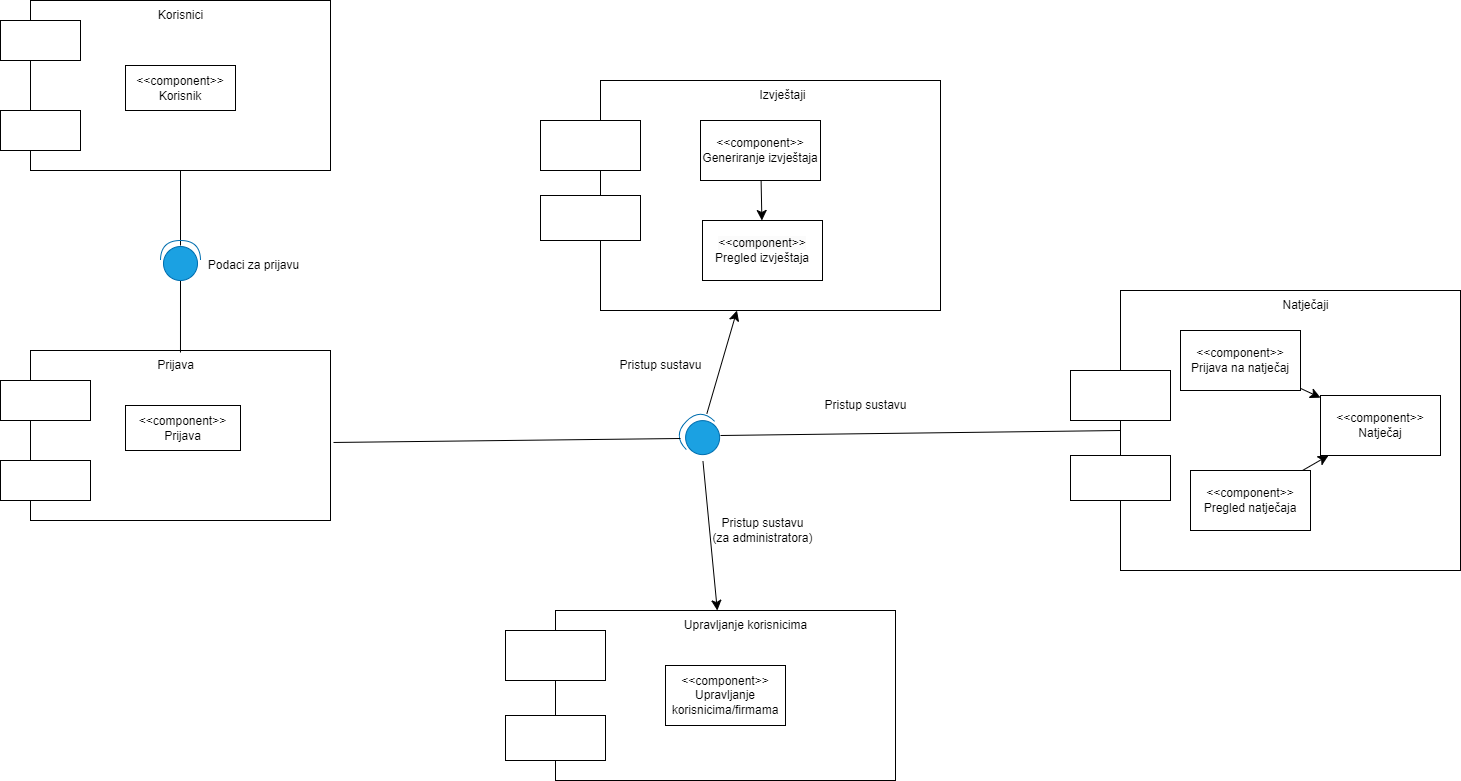 Korisnici
<<component>>
Korisnik
Podaci za prijavu
Prijava
<<component>>
Prijava
Izvještaji
<<component>>
Generiranje izvještaja
<<component>>
Pregled izvještaja
Pristup sustavu
Pristup sustavu
Pristup sustavu
(za administratora)
Natječaji
<<component>>
Prijava na natječaj
<<component>>
Natječaj
<<component>>
Pregled natječaja
Upravljanje korisnicima
<<component>>
Upravljanje
korisnicima/firmama